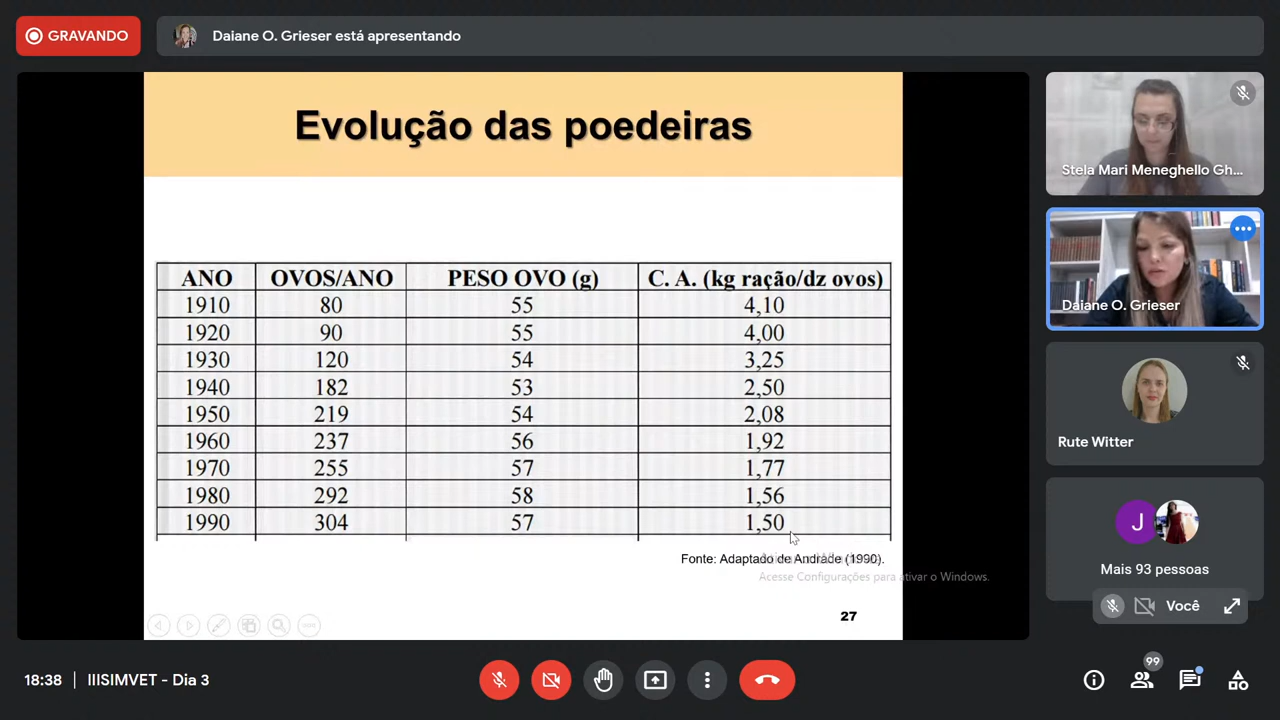 GRAVANDO
Daiane O. Grieser está apresentando
Evolução das poedeiras
ANO OVOS/ANO PESO OVO (g) C. A. (kg ração/dz ovos)
1910 80 55 4,10
1920 90 55 4,00
1930 120 54 3,25
1940 182 53 2,50
1950 219 54 2,08
1960 237 56 1,92
1970 255 57 1,77
1980 292 58 1,56
1990 304 57 1,50
Fonte: Adaptado de Andrade (1990).
Ativar o Windows
Acesse Configurações para ativar o Windows.
27
Stela Mari Meneghello Gh...
Daiane O. Grieser
Rute Witter
J
Mais 93 pessoas
Você
18:38 | IIISIMVET - Dia 3
99